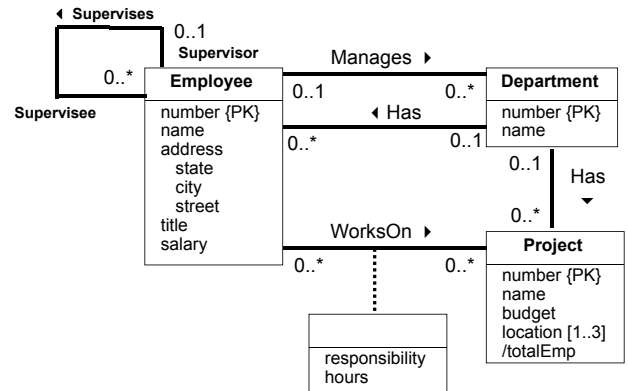 ◂ Supervises
0..1
Supervisor
0..*
Supervisee
Employee
number {PK}
name
address
state
city
street
title
salary
Manages ▸
0..1
0..*
◂ Has
0..*
0..1
Department
number {PK}
name
0..1
Has
▾
0..*
WorksOn ▸
0..*
0..*
Project
number {PK}
name
budget
location [1..3]
/totalEmp
responsibility
hours